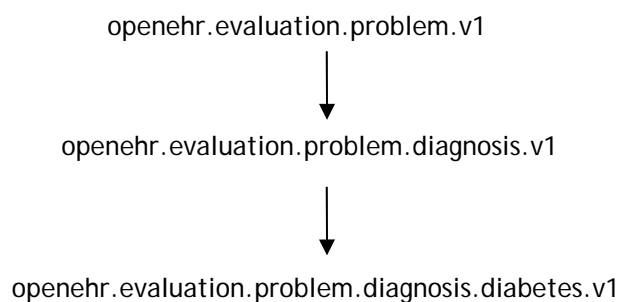 openehr.evaluation.problem.v1
openehr.evaluation.problem.diagnosis.v1
openehr.evaluation.problem.diagnosis.diabetes.v1